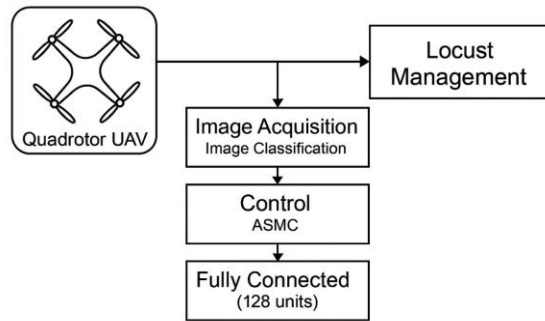 Quadrotor UAV
Locust
Management
Image Acquisition
Image Classification
Control
ASMC
Fully Connected
(128 units)